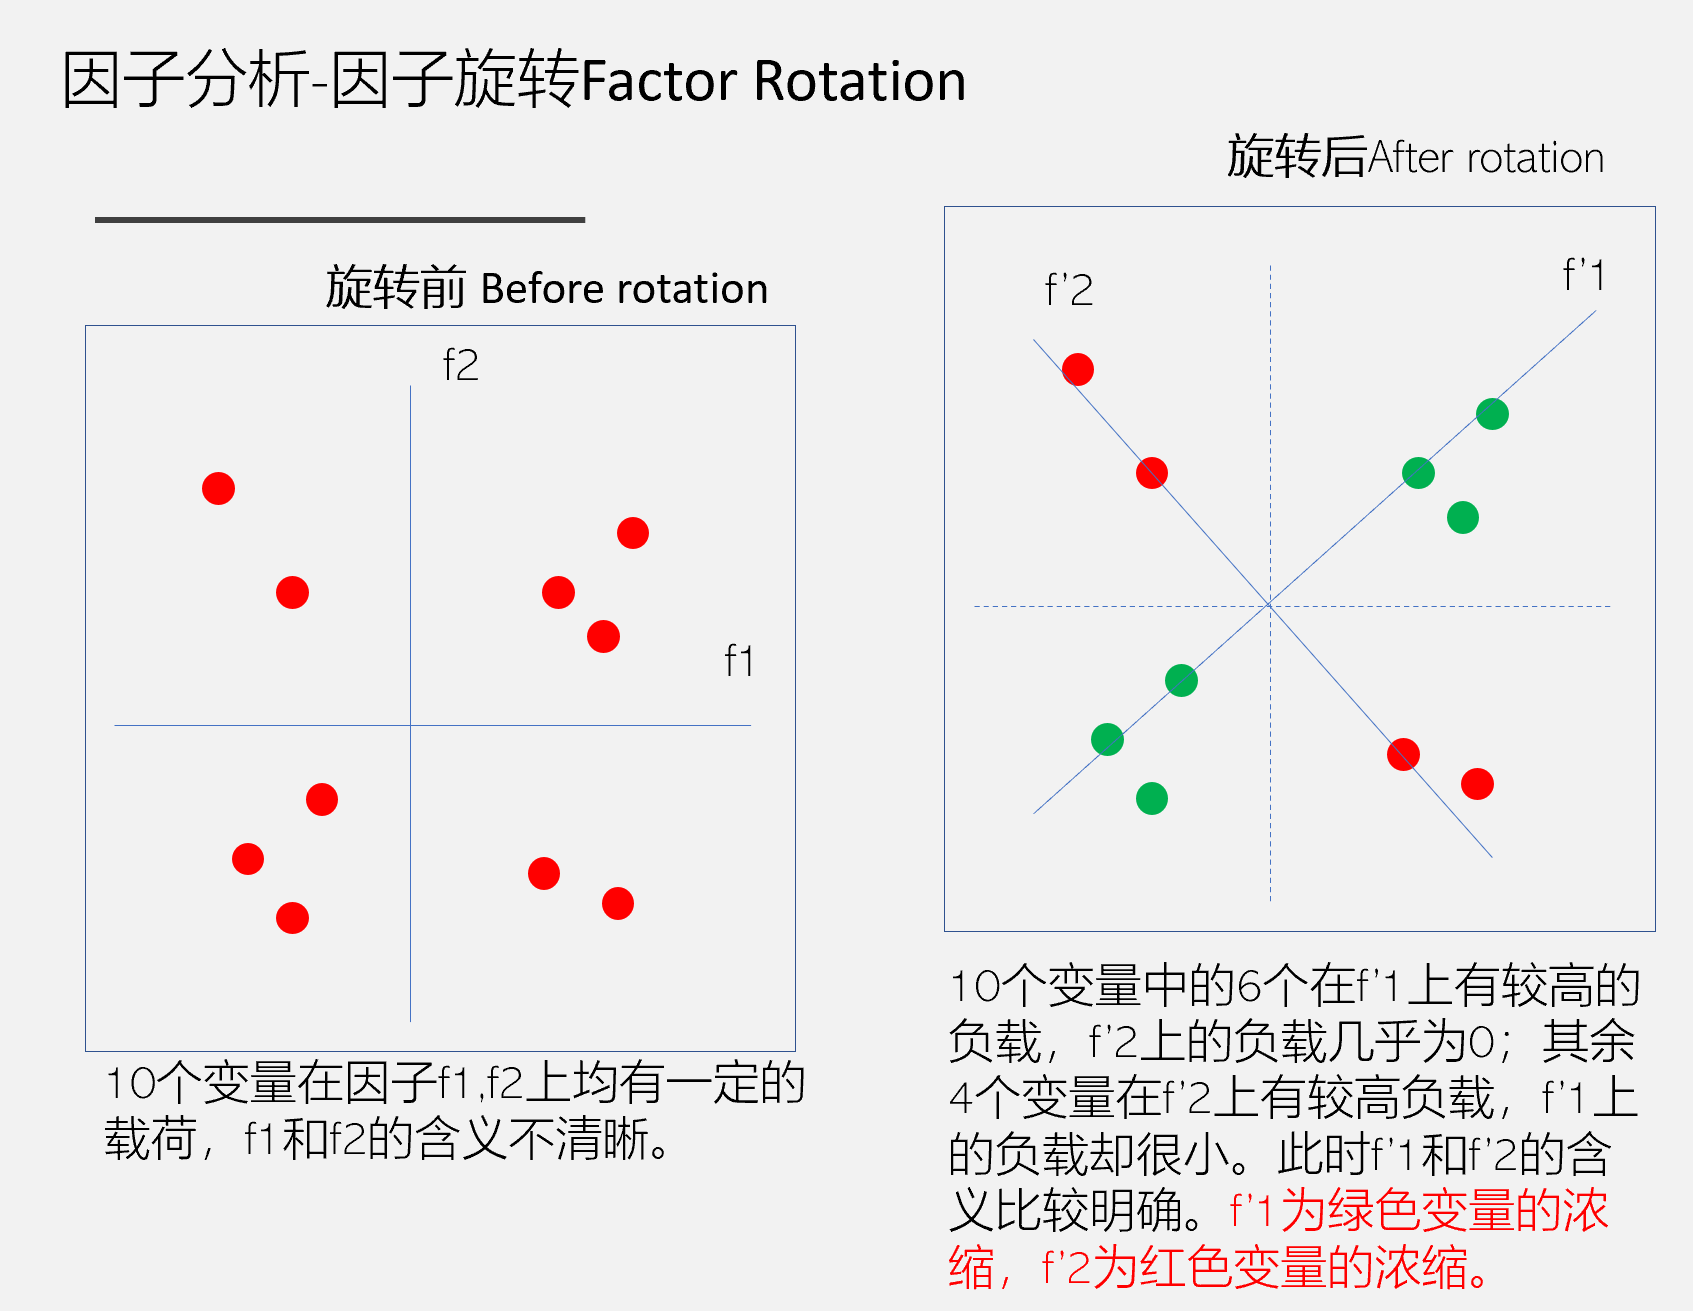 因子分析-因子旋转Factor Rotation
旋转前 Before rotation
f2
f1
10个变量在因子f1,f2上均有一定的
载荷，f1和f2的含义不清晰。
旋转后After rotation
f’2
f’1
10个变量中的6个在f’1上有较高的
负载，f’2上的负载几乎为0；其余
4个变量在f’2上有较高负载，f’1上
的负载却很小。此时f’1和f’2的含
义比较明确。f’1为绿色变量的浓
缩，f’2为红色变量的浓缩。